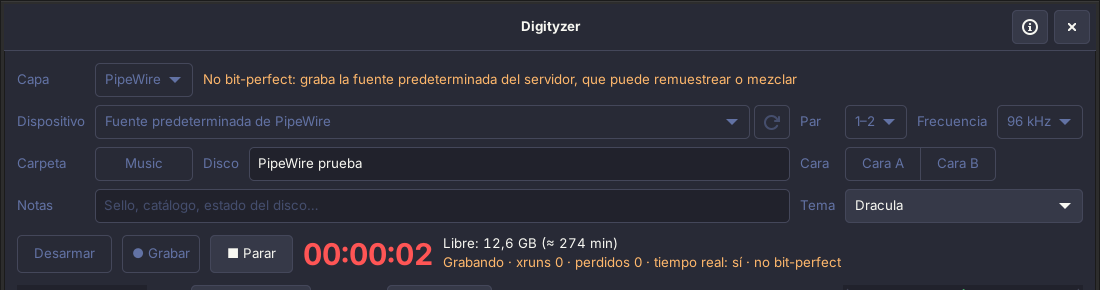 Digityzer
Capa PipeWire No bit-perfect: graba la fuente predeterminada del servidor, que puede remuestrear o mezclar
Dispositivo Fuente predeterminada de PipeWire Par 1–2 Frecuencia 96 kHz
Carpeta Music Disco PipeWire prueba Cara Cara A Cara B
Notas Sello, catálogo, estado del disco... Tema Dracula
Desarmar Grabar Parar 00:00:02 Libre: 12,6 GB (≈ 274 min)
Grabando · xruns 0 · perdidos 0 · tiempo real: sí · no bit-perfect